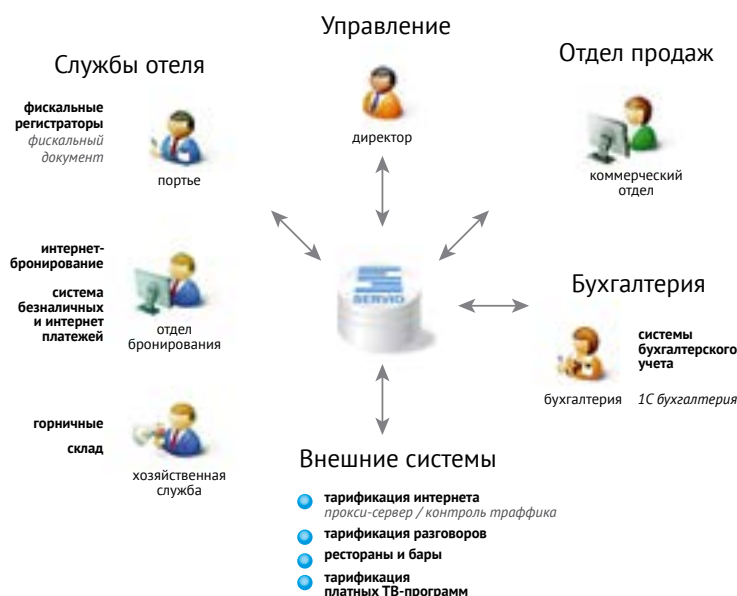 Управление
Службы отеля
Отдел продаж
фискальные
регистраторы
фискальный
документ
портье
директор
коммерческий
отдел
интернет-
бронирование
система
безналичных
и интернет
платежей
отдел
бронирования
SERVIO
Бухгалтерия
системы
бухгалтерского
учета
бухгалтерия
1С бухгалтерия
горничные
склад
хозяйственная
служба
Внешние системы
тарификация интернета
прокси-сервер / контроль траффика
тарификация разговоров
рестораны и бары
тарификация
платных ТВ-программ